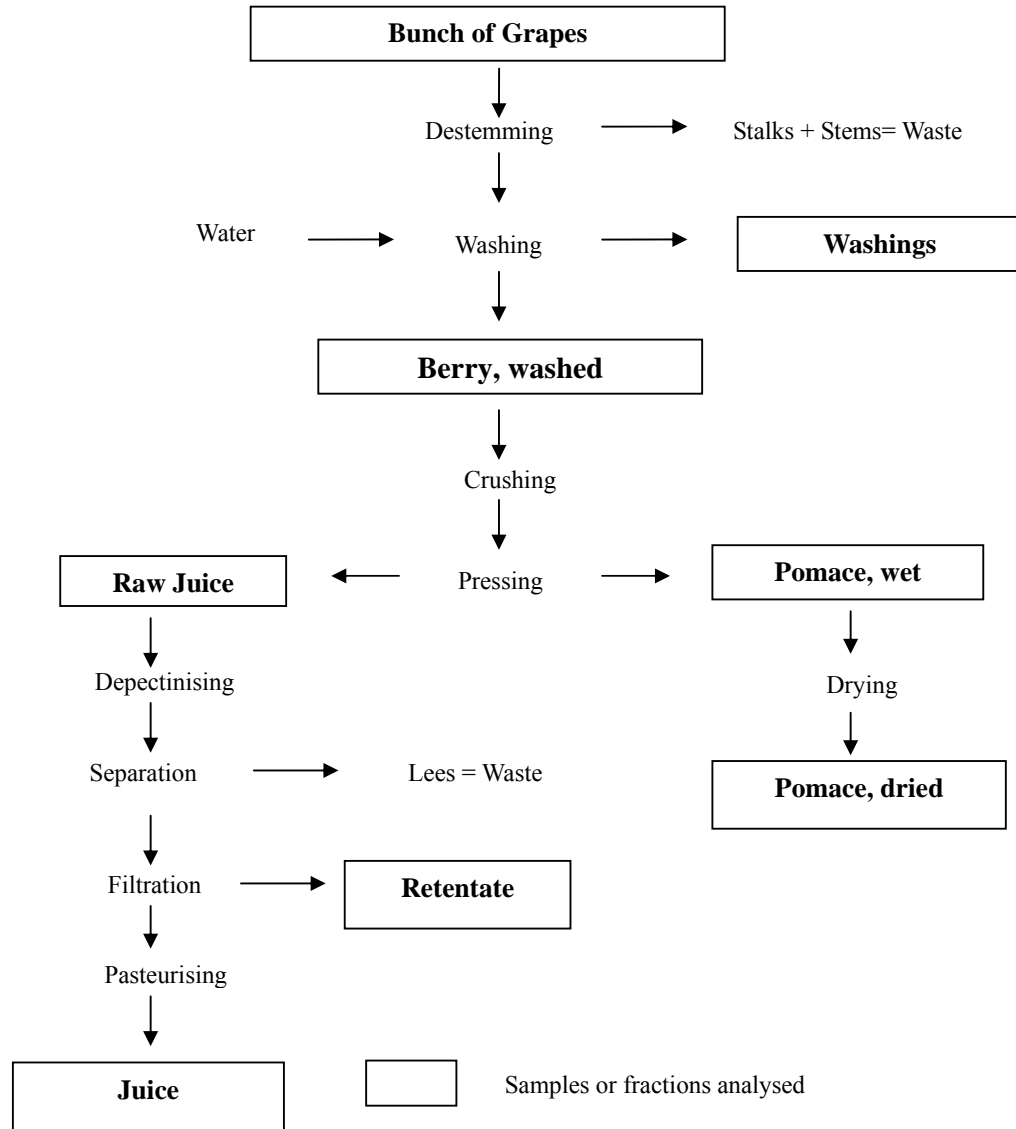 Bunch of Grapes
Destemming
Stalks + Stems= Waste
Water
Washing
Washings
Berry, washed
Crushing
Raw Juice
Pressing
Pomace, wet
Depectinising
Drying
Separation
Lees = Waste
Pomace, dried
Filtration
Retentate
Pasteurising
Juice
Samples or fractions analysed